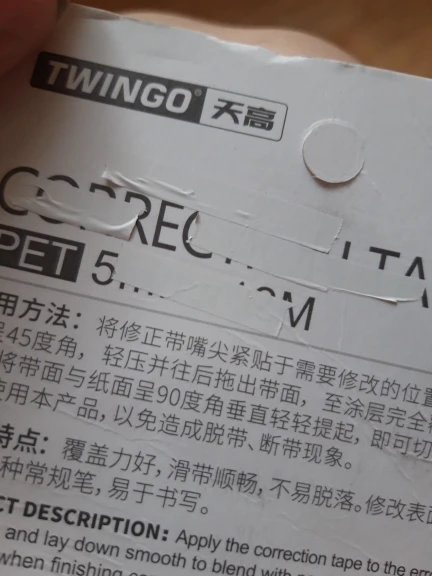 TWINGO® 天高
PET 5
用方法：将修正带嘴尖紧贴于需要修改的位置
呈45度角，轻压并往后拖出带面，至涂层完全
将带面与纸面呈90度角垂直轻轻提起，即可切
使用本产品，以免造成脱带、断带现象。
特点：覆盖力好，滑带顺畅，不易脱落。修改表面
种常规笔，易于书写。
CT DESCRIPTION: Apply the correction tape to the erro
and lay down smooth to blend with
when finishing